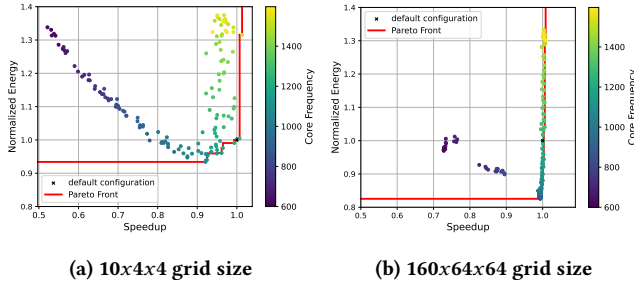 1.4
1.3
1.2
1.1
1.0
0.9
0.8
Normalized Energy
default configuration
Pareto Front
0.5 0.6 0.7 0.8 0.9 1.0
Speedup
1400
1200
1000
800
600
Core Frequency
(a) 10x4x4 grid size
1.4
1.3
1.2
1.1
1.0
0.9
0.8
Normalized Energy
default configuration
Pareto Front
0.5 0.6 0.7 0.8 0.9 1.0
Speedup
1400
1200
1000
800
600
Core Frequency
(b) 160x64x64 grid size